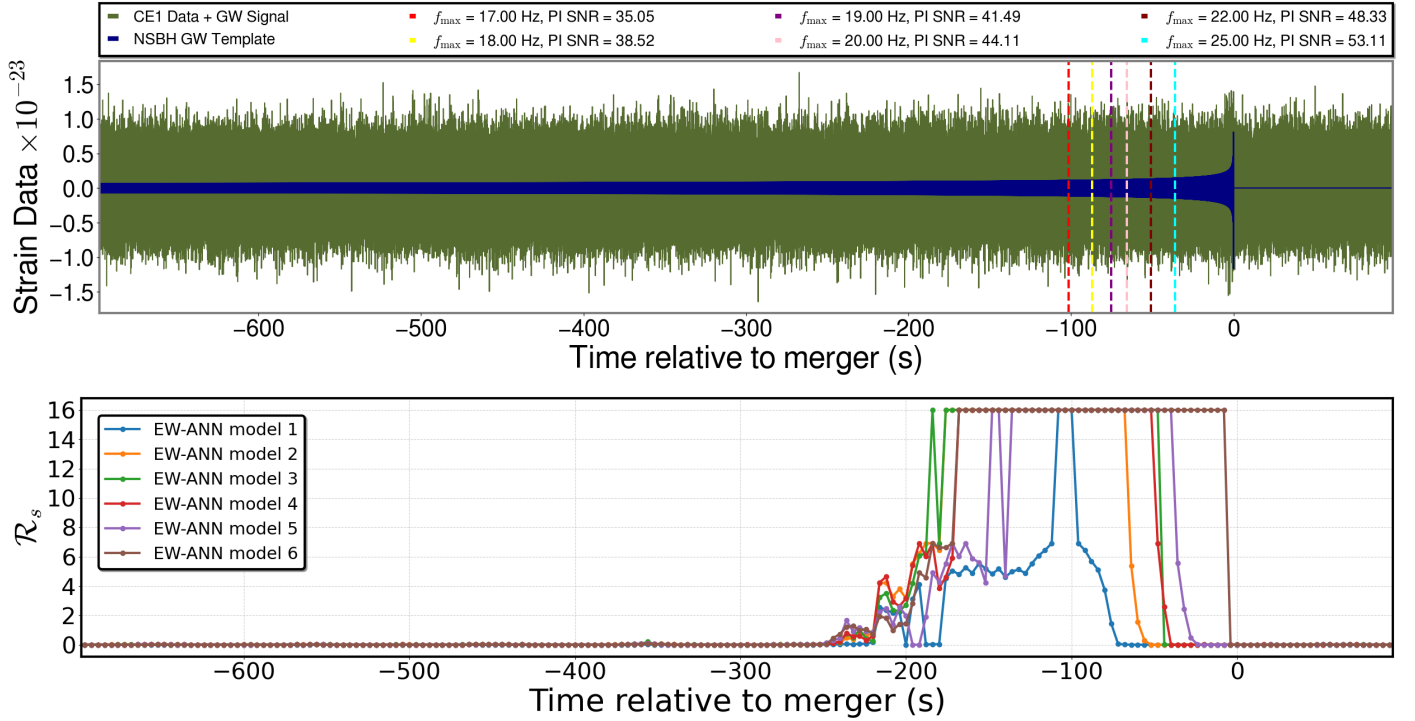 CE1 Data + GW Signal
f_max = 17.00 Hz, PI SNR = 35.05
f_max = 19.00 Hz, PI SNR = 41.49
f_max = 22.00 Hz, PI SNR = 48.33
NSBH GW Template
f_max = 18.00 Hz, PI SNR = 38.52
f_max = 20.00 Hz, PI SNR = 44.11
f_max = 25.00 Hz, PI SNR = 53.11
Strain Data ×10⁻²³
1.5
1.0
0.5
0.0
−0.5
−1.0
−1.5
−600
−500
−400
−300
−200
−100
0
Time relative to merger (s)
ℛ_s
16
14
12
10
8
6
4
2
0
EW-ANN model 1
EW-ANN model 2
EW-ANN model 3
EW-ANN model 4
EW-ANN model 5
EW-ANN model 6
−600
−500
−400
−300
−200
−100
0
Time relative to merger (s)